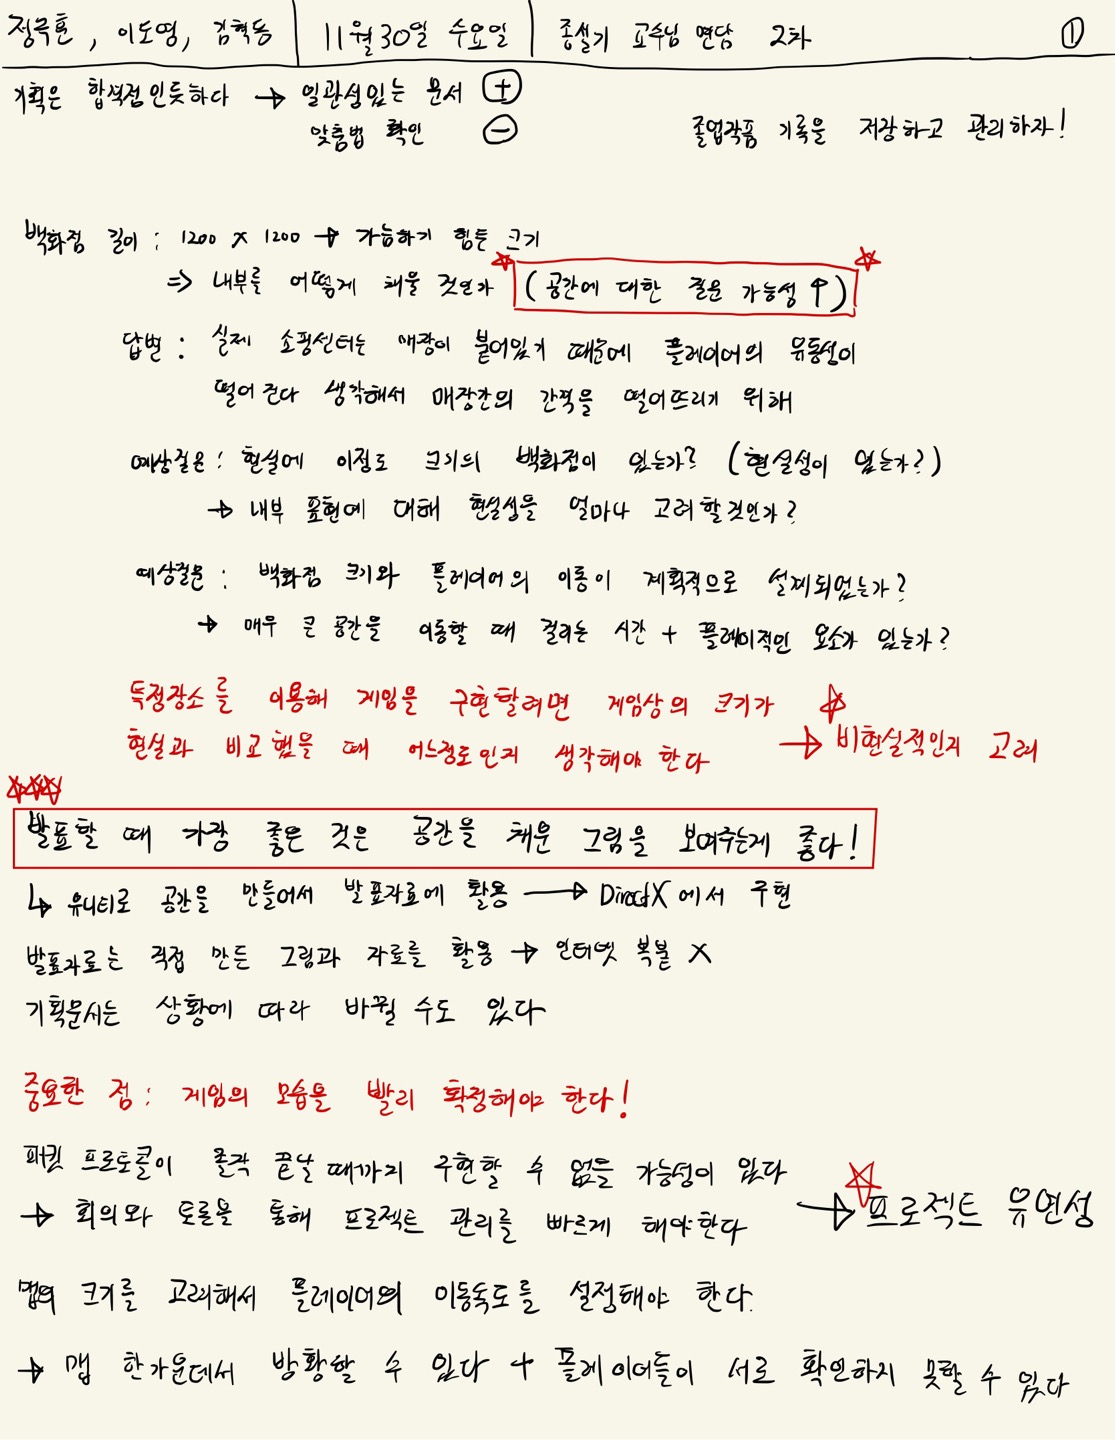 정륵훈, 이도영, 김혁동 | 11월 30일 수요일 | 종설기 교수님 면담 2차 ①
기획은 합격점인듯하다 → 일관성있는 문서 ⊕
맞춤법 확인 ⊖
졸업작품 기록을 저장하고 관리하자!
백화점 길이 : 1200 x 1200 → 가늠하기 힘든 크기
⇒ 내부를 어떻게 채울 것인가 (공간에 대한 질문 가능성 ↑)
답변 : 실제 쇼핑센터는 매장이 붙어있기 때문에 플레이어의 유동성이
떨어진다 생각해서 매장간의 간격을 떨어뜨리기 위해
예상질문 : 현실에 이정도 크기의 백화점이 있는가? (현실성이 있는가?)
→ 내부 표현에 대해 현실성을 얼마나 고려할것인가?
예상질문 : 백화점 크기와 플레이어의 이동이 계획적으로 설계되었는가?
→ 매우 큰 공간을 이동할 때 걸리는 시간 + 플레이적인 요소가 있는가?
특정장소를 이용해 게임을 구현할려면 게임상의 크기가
현실과 비교했을 때 어느정도인지 생각해야 한다 → 비현실적인지 고려
발표할 때 가장 좋은 것은 공간을 채운 그림을 보여주는게 좋다!
↳ 유니티로 공간을 만들어서 발표자료에 활용 → DirectX에서 구현
발표자료는 직접 만든 그림과 자료를 활용 → 인터넷 복붙 X
기획문서는 상황에 따라 바뀔 수도 있다
중요한 점 : 게임의 모습을 빨리 확정해야 한다!
패킷 프로토콜이 졸작 끝날 때까지 구현할 수 없을 가능성이 있다
→ 회의와 토론을 통해 프로젝트 관리를 빠르게 해야한다 → 프로젝트 유연성
맵의 크기를 고려해서 플레이어의 이동속도를 설정해야 한다.
→ 맵 한가운데서 방황할 수 있다 + 플레이어들이 서로 확인하지 못할 수 있다